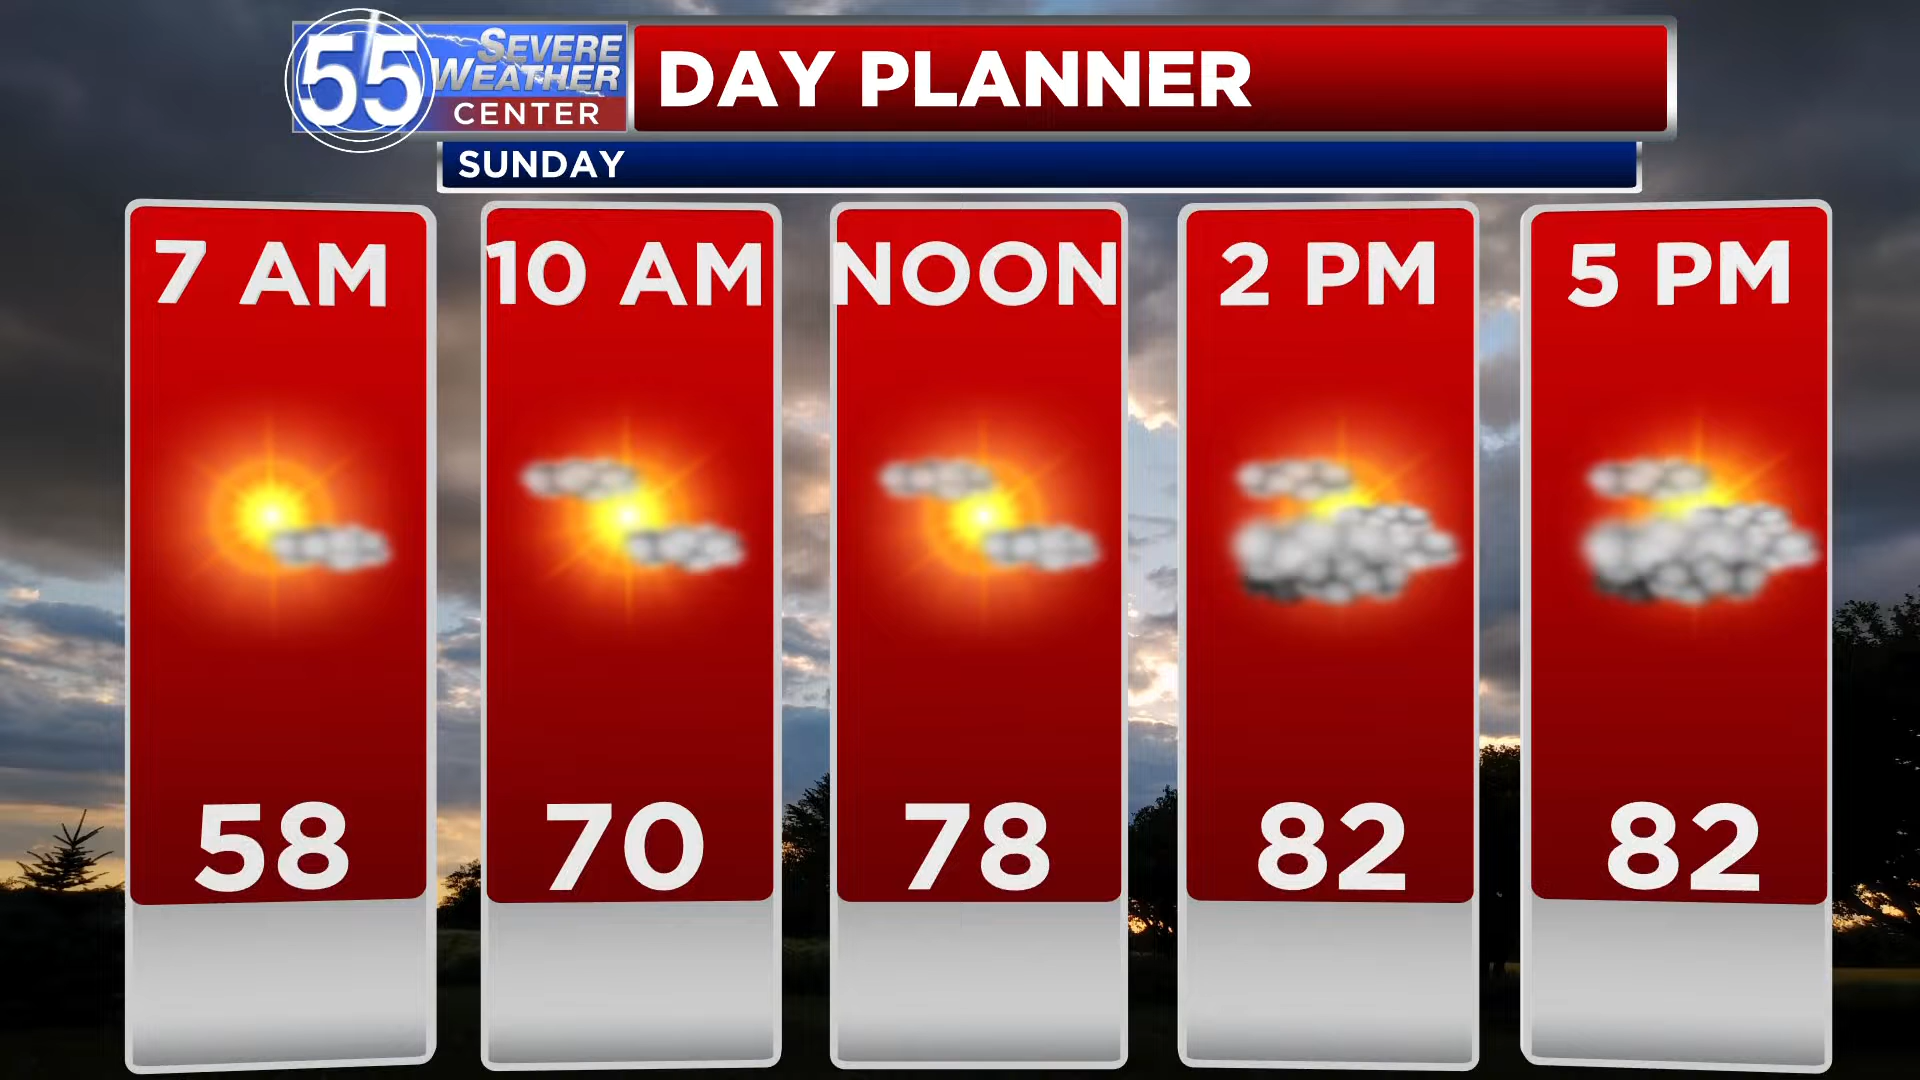 55 SEVERE WEATHER CENTER
DAY PLANNER
SUNDAY
7 AM
10 AM
NOON
2 PM
5 PM
58
70
78
82
82